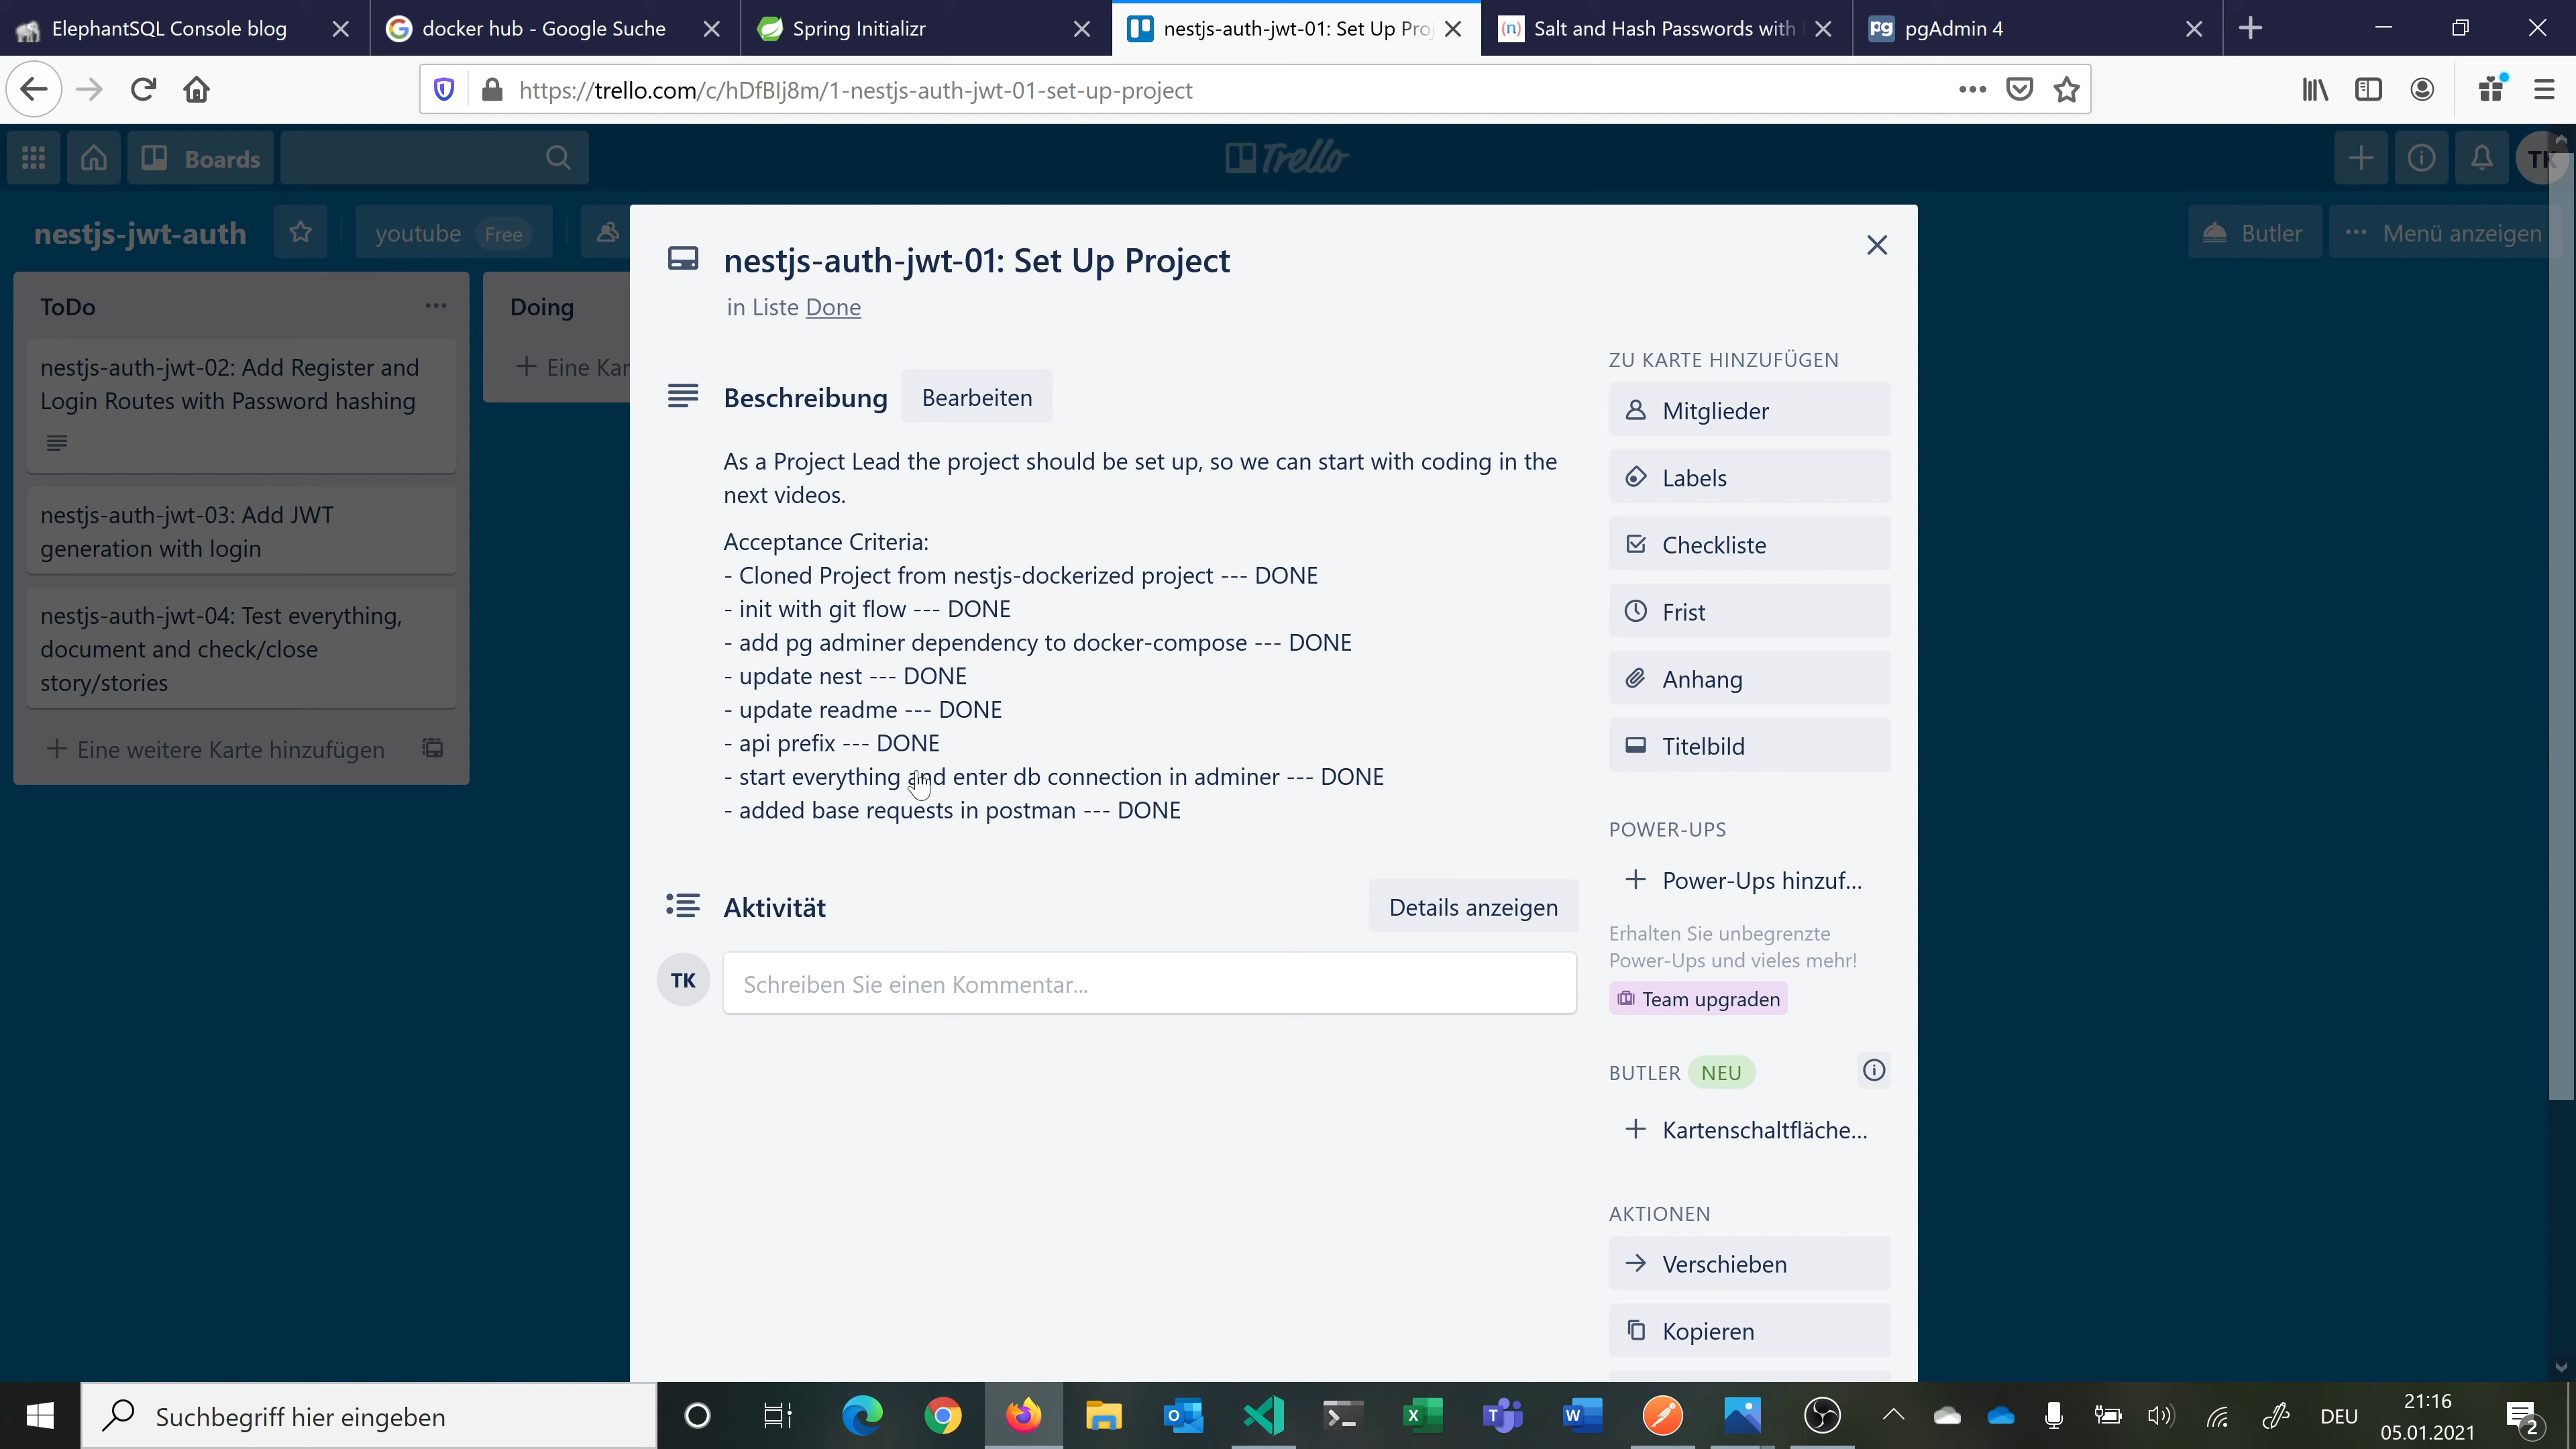 ElephantSQL Console blog
docker hub - Google Suche
Spring Initializr
nestjs-auth-jwt-01: Set Up Proj
Salt and Hash Passwords with
pgAdmin 4
https://trello.com/c/hDfBIj8m/1-nestjs-auth-jwt-01-set-up-project
Boards
Trello
TK
nestjs-jwt-auth
youtube Free
Butler
Menü anzeigen
ToDo
nestjs-auth-jwt-02: Add Register and
Login Routes with Password hashing
nestjs-auth-jwt-03: Add JWT
generation with login
nestjs-auth-jwt-04: Test everything,
document and check/close
story/stories
Eine weitere Karte hinzufügen
Doing
Eine Kar
nestjs-auth-jwt-01: Set Up Project
in Liste Done
Beschreibung
Bearbeiten
As a Project Lead the project should be set up, so we can start with coding in the
next videos.
Acceptance Criteria:
- Cloned Project from nestjs-dockerized project --- DONE
- init with git flow --- DONE
- add pg adminer dependency to docker-compose --- DONE
- update nest --- DONE
- update readme --- DONE
- api prefix --- DONE
- start everything and enter db connection in adminer --- DONE
- added base requests in postman --- DONE
Aktivität
Details anzeigen
TK
Schreiben Sie einen Kommentar...
ZU KARTE HINZUFÜGEN
Mitglieder
Labels
Checkliste
Frist
Anhang
Titelbild
POWER-UPS
Power-Ups hinzuf...
Erhalten Sie unbegrenzte
Power-Ups und vieles mehr!
Team upgraden
BUTLER NEU
Kartenschaltfläche...
AKTIONEN
Verschieben
Kopieren
Suchbegriff hier eingeben
DEU
21:16
05.01.2021
2